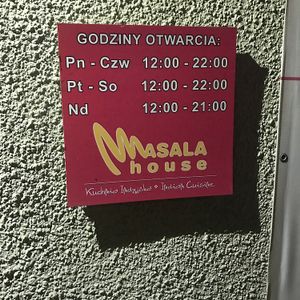 GODZINY OTWARCIA:
Pn - Czw 12:00 - 22:00
Pt - So 12:00 - 22:00
Nd 12:00 - 21:00
MASALA
house
Kuchnia Indyjska • Indian Cuisine